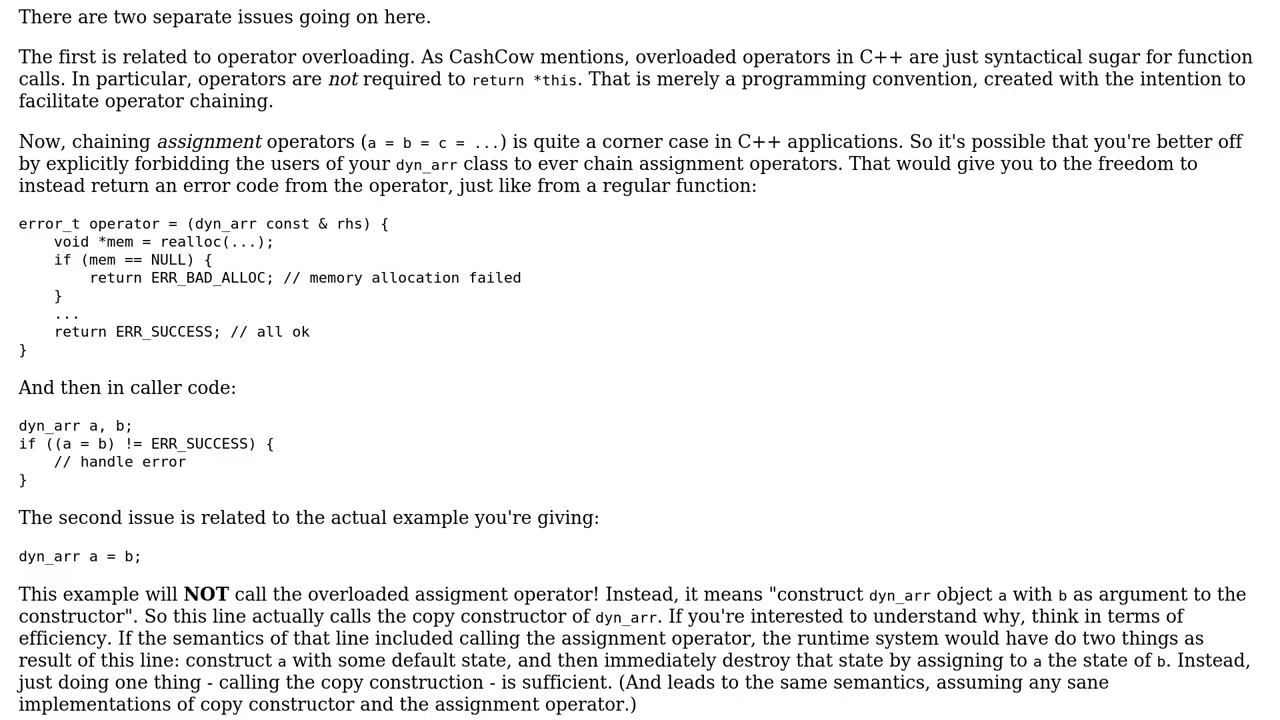 There are two separate issues going on here.
The first is related to operator overloading. As CashCow mentions, overloaded operators in C++ are just syntactical sugar for function
calls. In particular, operators are not required to return *this. That is merely a programming convention, created with the intention to
facilitate operator chaining.
Now, chaining assignment operators (a = b = c = ...) is quite a corner case in C++ applications. So it's possible that you're better off
by explicitly forbidding the users of your dyn_arr class to ever chain assignment operators. That would give you to the freedom to
instead return an error code from the operator, just like from a regular function:
error_t operator = (dyn_arr const & rhs) {
    void *mem = realloc(...);
    if (mem == NULL) {
        return ERR_BAD_ALLOC; // memory allocation failed
    }
    ...
    return ERR_SUCCESS; // all ok
}
And then in caller code:
dyn_arr a, b;
if ((a = b) != ERR_SUCCESS) {
    // handle error
}
The second issue is related to the actual example you're giving:
dyn_arr a = b;
This example will NOT call the overloaded assigment operator! Instead, it means "construct dyn_arr object a with b as argument to the
constructor". So this line actually calls the copy constructor of dyn_arr. If you're interested to understand why, think in terms of
efficiency. If the semantics of that line included calling the assignment operator, the runtime system would have do two things as
result of this line: construct a with some default state, and then immediately destroy that state by assigning to a the state of b. Instead,
just doing one thing - calling the copy construction - is sufficient. (And leads to the same semantics, assuming any sane
implementations of copy constructor and the assignment operator.)